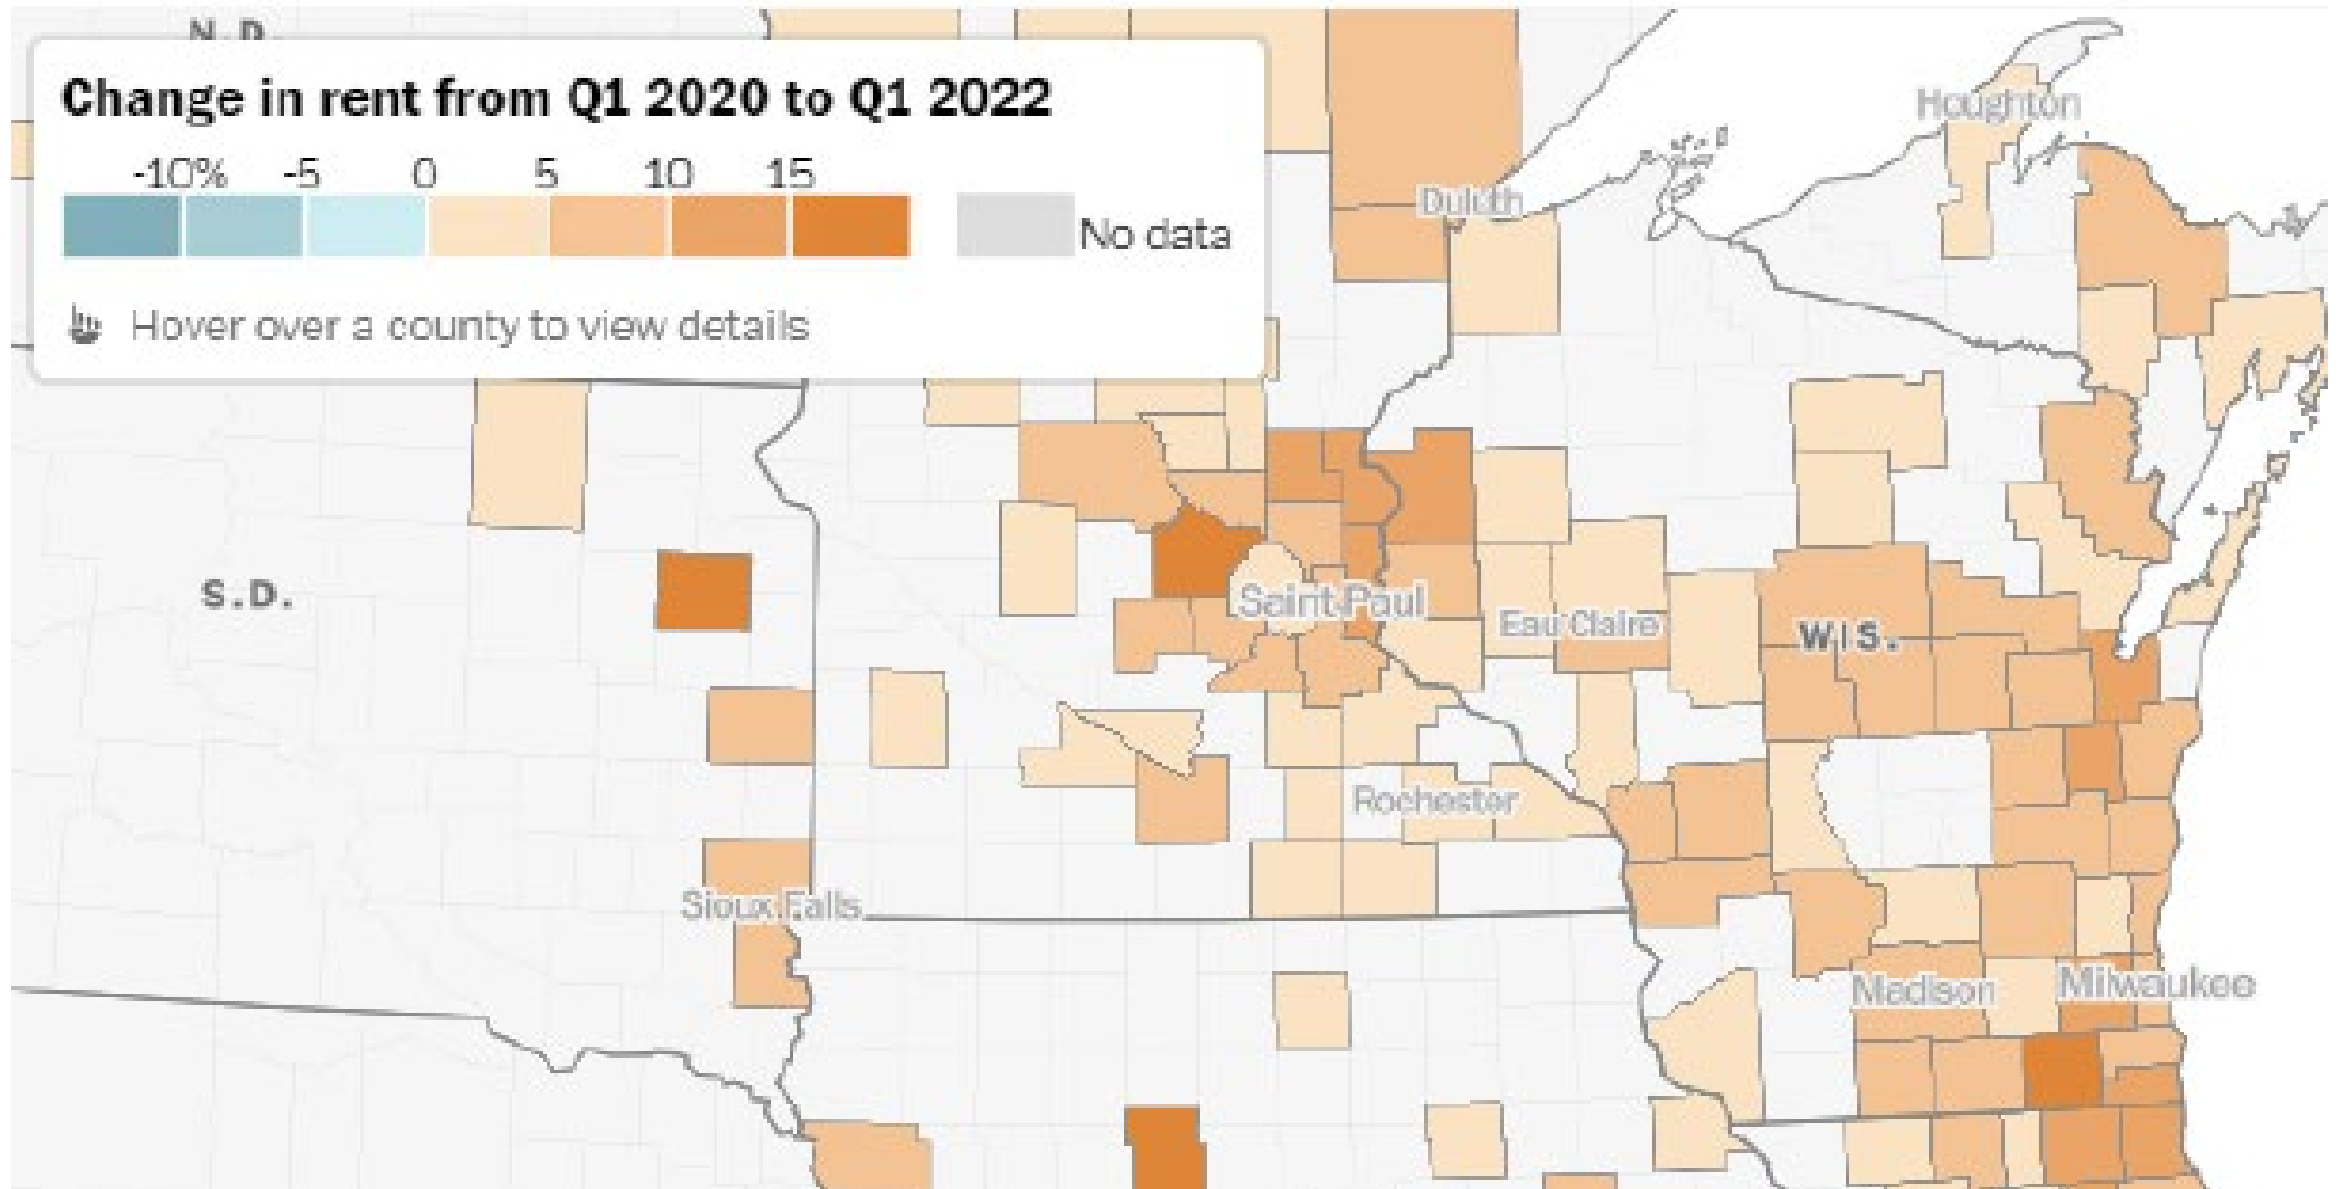 N.D.
Change in rent from Q1 2020 to Q1 2022
-10% -5 0 5 10 15
No data
Hover over a county to view details
Houghton
Duluth
S.D.
Saint Paul
Eau Claire
WIS.
Rochester
Sioux Falls
Madison
Milwaukee